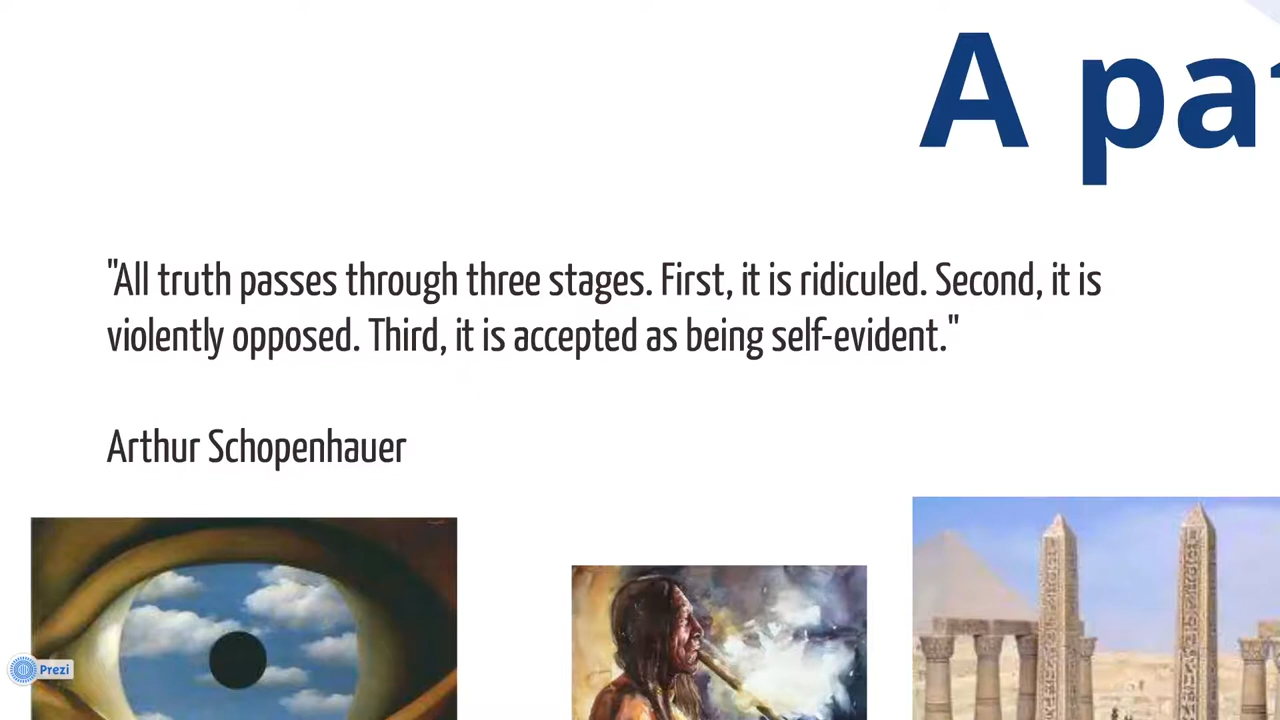 A pa
"All truth passes through three stages. First, it is ridiculed. Second, it is
violently opposed. Third, it is accepted as being self-evident."
Arthur Schopenhauer
Prezi